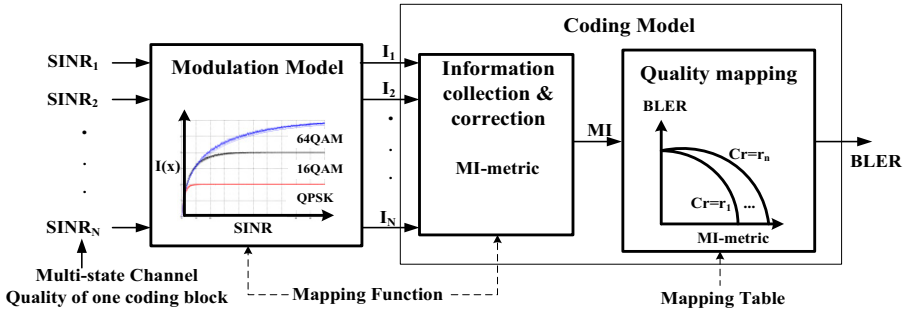 Coding Model
SINR₁
SINR₂
SINR_N
Multi-state Channel
Quality of one coding block
Modulation Model
I(x)
64QAM
16QAM
QPSK
SINR
I₁
I₂
I_N
Information
collection &
correction
MI-metric
MI
Quality mapping
BLER
Cr=rₙ
Cr=r₁
...
MI-metric
BLER
Mapping Function
Mapping Table